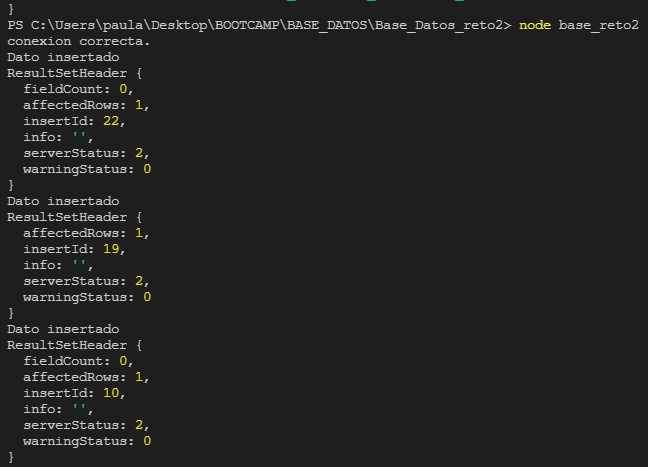 }
PS C:\Users\paula\Desktop\BOOTCAMP\BASE_DATOS\Base_Datos_reto2> node base_reto2
conexion correcta.
Dato insertado
ResultSetHeader {
  fieldCount: 0,
  affectedRows: 1,
  insertId: 22,
  info: '',
  serverStatus: 2,
  warningStatus: 0
}
Dato insertado
ResultSetHeader {
  affectedRows: 1,
  insertId: 19,
  info: '',
  serverStatus: 2,
  warningStatus: 0
}
Dato insertado
ResultSetHeader {
  fieldCount: 0,
  affectedRows: 1,
  insertId: 10,
  info: '',
  serverStatus: 2,
  warningStatus: 0
}